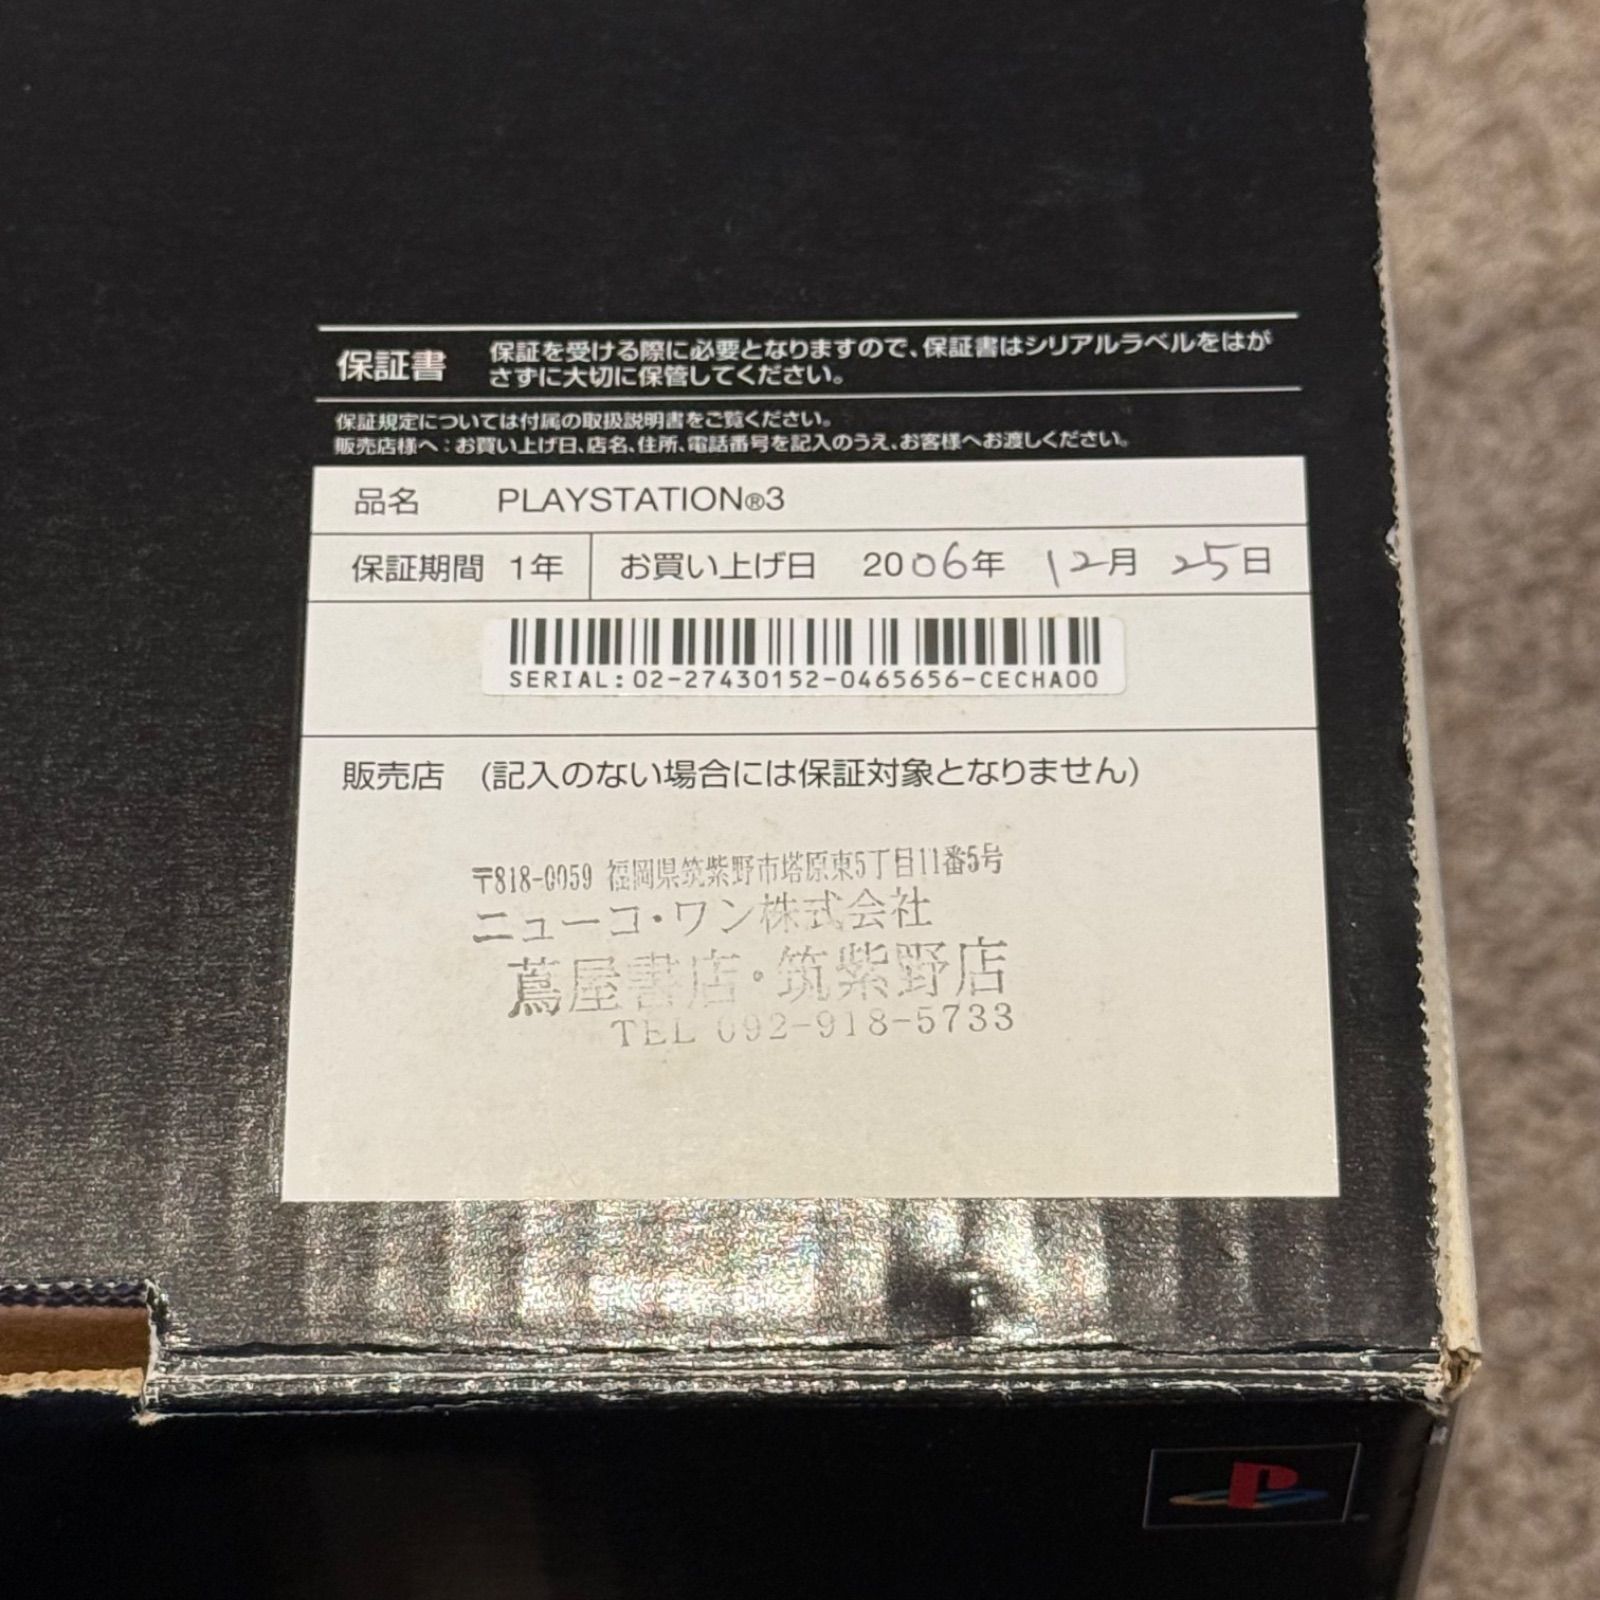 保証書
保証を受ける際に必要となりますので、保証書はシリアルラベルをはが
さずに大切に保管してください。
保証規定については付属の取扱説明書をご覧ください。
販売店様へ:お買い上げ日、店名、住所、電話番号を記入のうえ、お客様へお渡しください。
品名 PLAYSTATION®3
保証期間 1年 お買い上げ日 2006年 12月 25日
SERIAL:02-27430152-0465656-CECHA00
販売店 (記入のない場合には保証対象となりません)
〒818-0059 福岡県筑紫野市塔原東5丁目11番5号
ニューコ・ワン株式会社
蔦屋書店・筑紫野店
TEL 092-918-5733